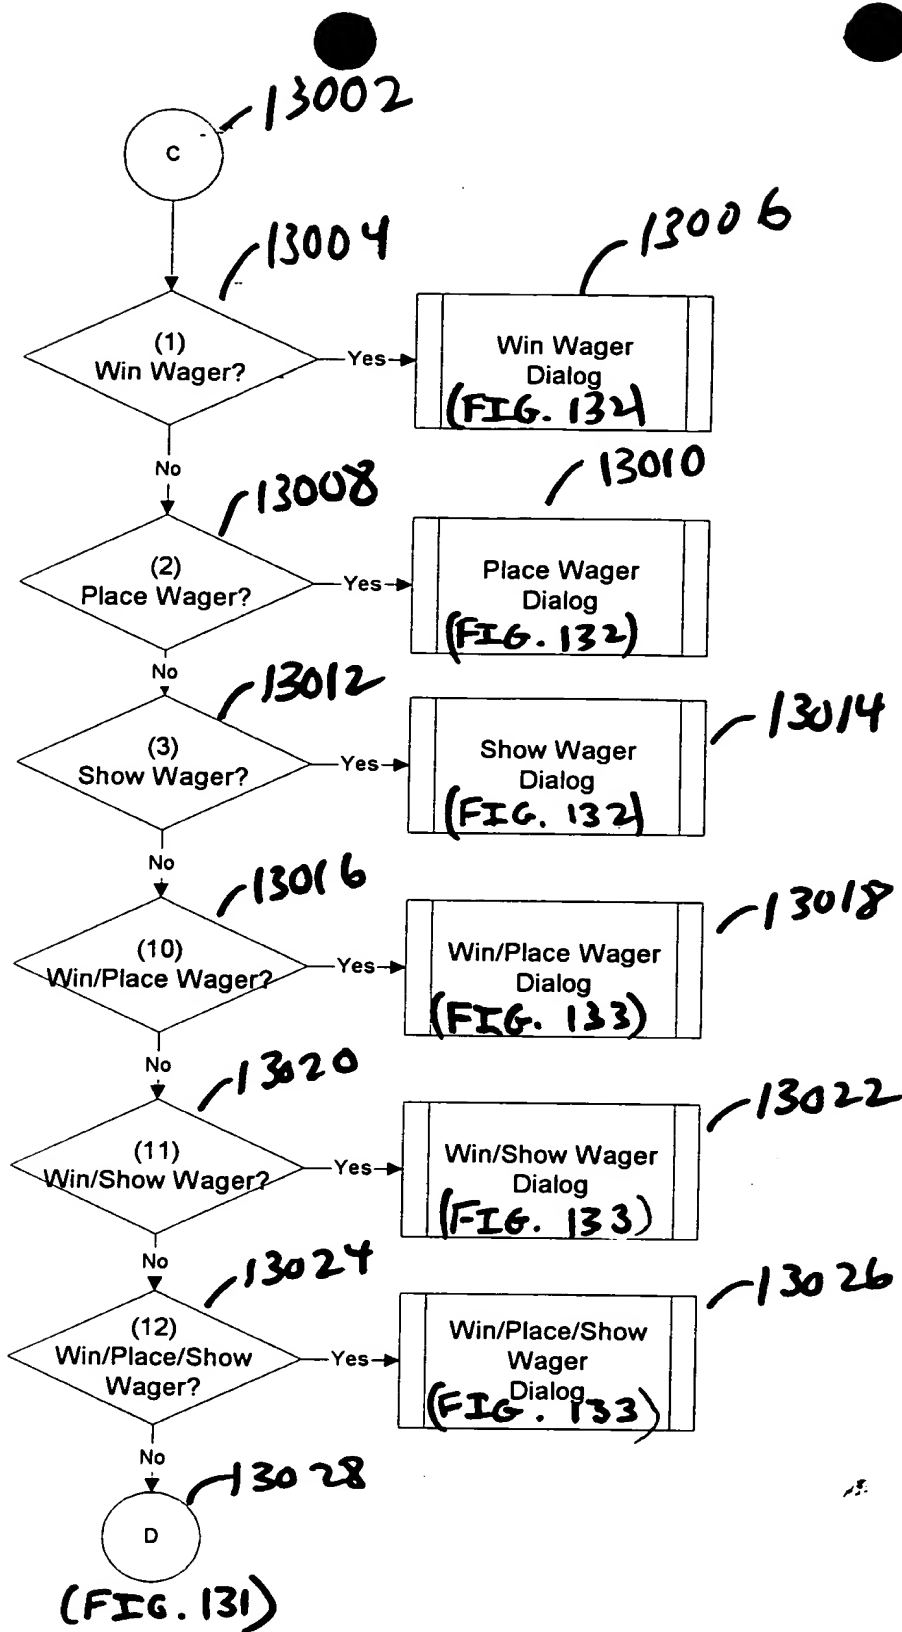 13002
C
13004
13006
(1)
Win Wager?
Yes
Win Wager
Dialog
(FIG. 132)
No
13008
13010
(2)
Place Wager?
Yes
Place Wager
Dialog
(FIG. 132)
No
13012
13014
(3)
Show Wager?
Yes
Show Wager
Dialog
(FIG. 132)
No
13016
13018
(10)
Win/Place Wager?
Yes
Win/Place Wager
Dialog
(FIG. 133)
No
13020
13022
(11)
Win/Show Wager?
Yes
Win/Show Wager
Dialog
(FIG. 133)
No
13024
13026
(12)
Win/Place/Show
Wager?
Yes
Win/Place/Show
Wager
Dialog
(FIG. 133)
No
13028
D
(FIG. 131)